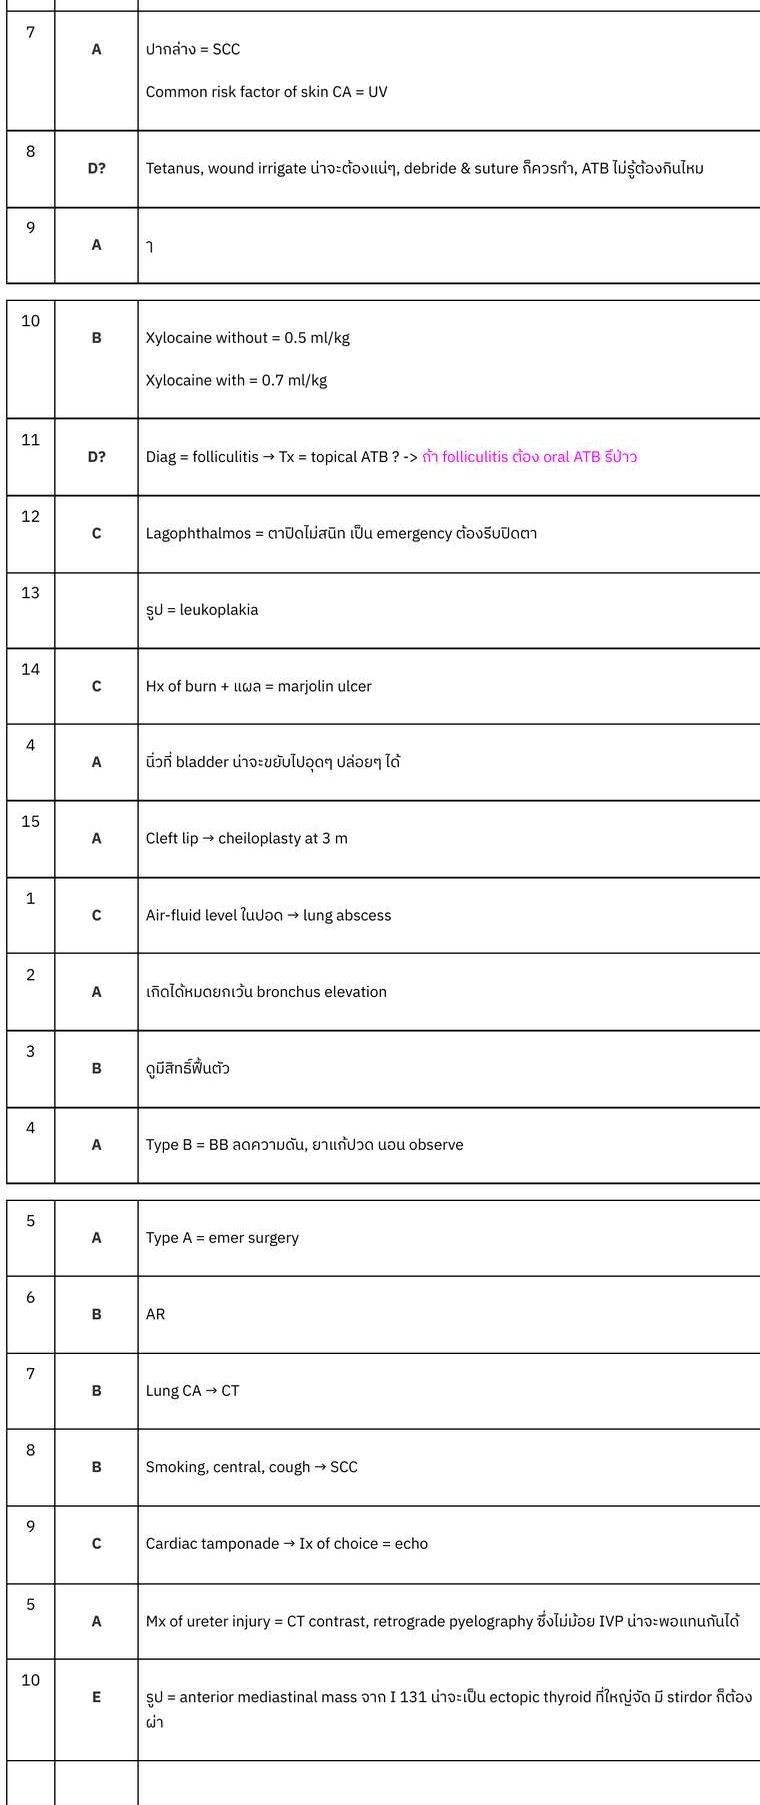 7
A
ปากล่าง = SCC
Common risk factor of skin CA = UV
8
D?
Tetanus, wound irrigate น่าจะต้องแน่ๆ, debride & suture ก็ควรทำ, ATB ไม่รู้ต้องกินไหม
9
A
ๅ
10
B
Xylocaine without = 0.5 ml/kg
Xylocaine with = 0.7 ml/kg
11
D?
Diag = folliculitis → Tx = topical ATB ? -> ถ้า folliculitis ต้อง oral ATB รึป่าว
12
C
Lagophthalmos = ตาปิดไม่สนิท เป็น emergency ต้องรีบปิดตา
13
รูป = leukoplakia
14
C
Hx of burn + แผล = marjolin ulcer
4
A
นิ่วที่ bladder น่าจะขยับไปอุดๆ ปล่อยๆ ได้
15
A
Cleft lip → cheiloplasty at 3 m
1
C
Air-fluid level ในปอด → lung abscess
2
A
เกิดได้หมดยกเว้น bronchus elevation
3
B
ดูมีสิทธิ์ฟื้นตัว
4
A
Type B = BB ลดความดัน, ยาแก้ปวด นอน observe
5
A
Type A = emer surgery
6
B
AR
7
B
Lung CA → CT
8
B
Smoking, central, cough → SCC
9
C
Cardiac tamponade → Ix of choice = echo
5
A
Mx of ureter injury = CT contrast, retrograde pyelography ซึ่งไม่ม้อย IVP น่าจะพอแทนกันได้
10
E
รูป = anterior mediastinal mass จาก I 131 น่าจะเป็น ectopic thyroid ที่ใหญ่จัด มี stirdor ก็ต้อง
ผ่า